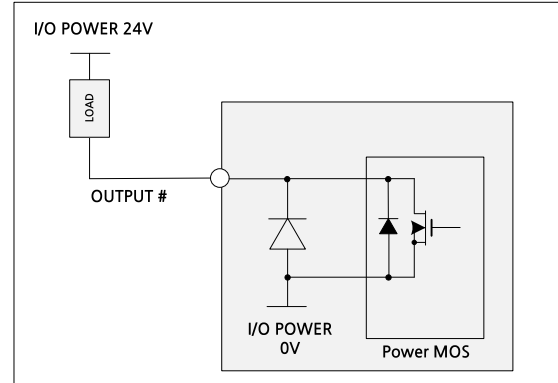 I/O POWER 24V
LOAD
OUTPUT #
I/O POWER
0V
Power MOS